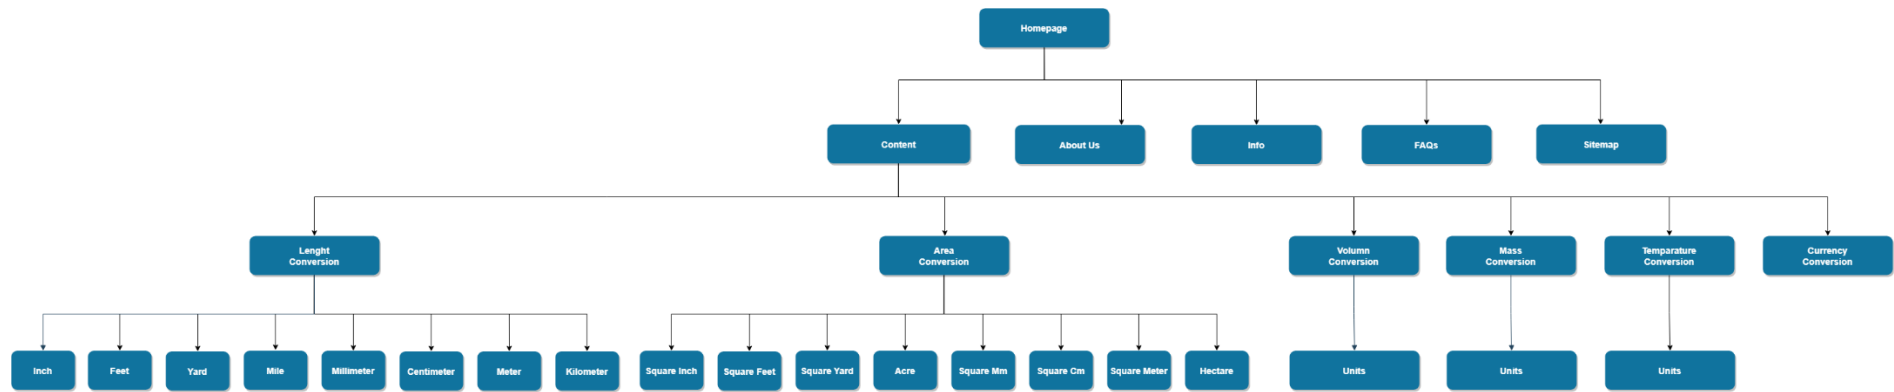 Homepage
Content
About Us
Info
FAQs
Sitemap
Lenght
Conversion
Area
Conversion
Volumn
Conversion
Mass
Conversion
Temparature
Conversion
Currency
Conversion
Inch
Feet
Yard
Mile
Millimeter
Centimeter
Meter
Kilometer
Square Inch
Square Feet
Square Yard
Acre
Square Mm
Square Cm
Square Meter
Hectare
Units
Units
Units